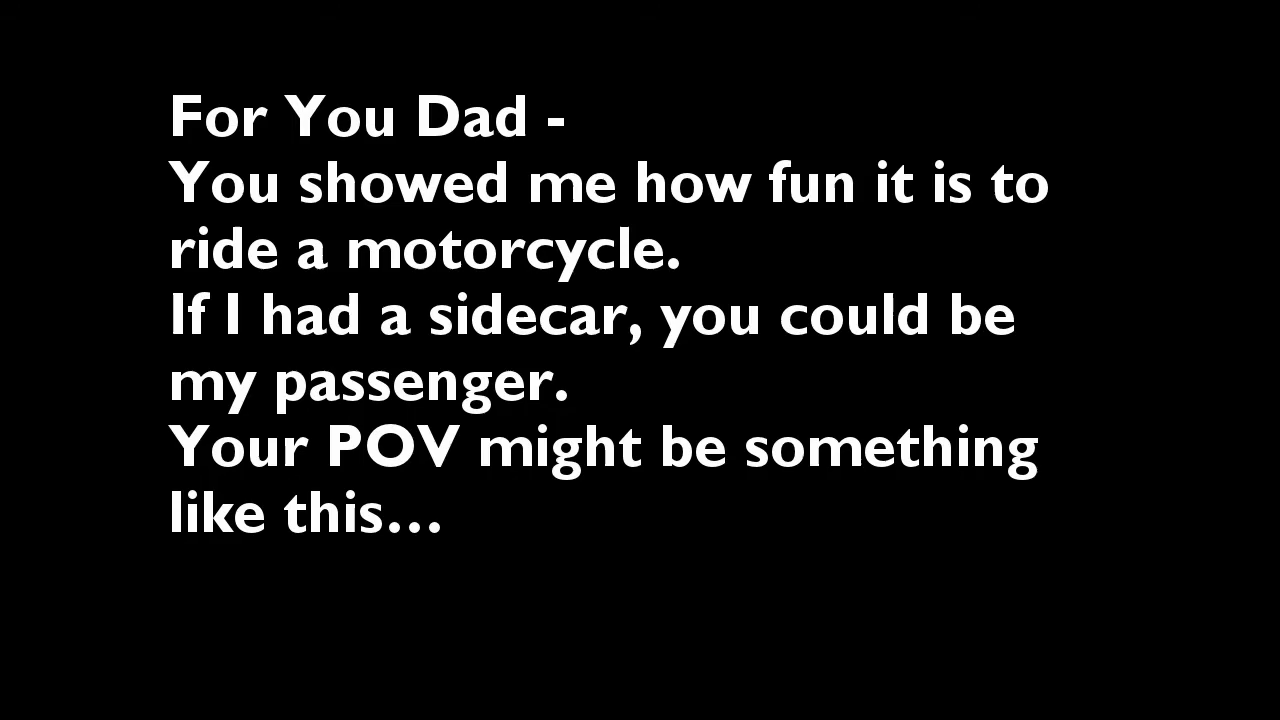 For You Dad -
You showed me how fun it is to
ride a motorcycle.
If I had a sidecar, you could be
my passenger.
Your POV might be something
like this...